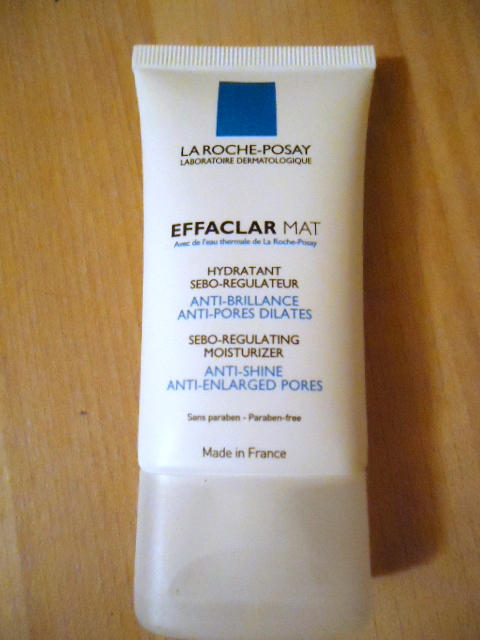 LA ROCHE-POSAY
LABORATOIRE DERMATOLOGIQUE
EFFACLAR MAT
Avec de l'eau thermale de La Roche-Posay
HYDRATANT
SEBO-REGULATEUR
ANTI-BRILLANCE
ANTI-PORES DILATES
SEBO-REGULATING
MOISTURIZER
ANTI-SHINE
ANTI-ENLARGED PORES
Sans paraben - Paraben-free
Made in France